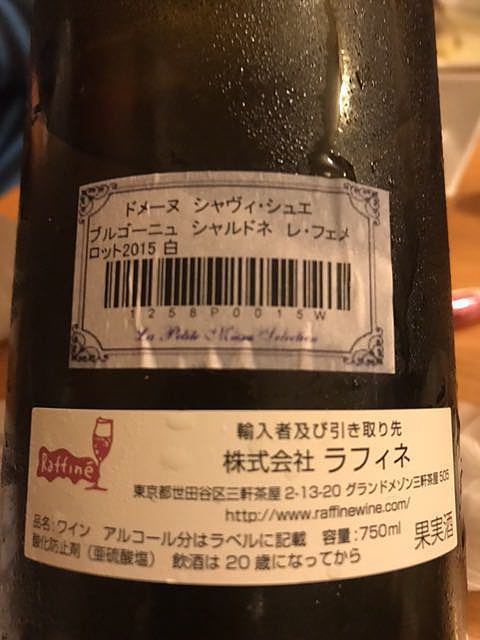 ドメーヌ シャヴィ・シュエ
ブルゴーニュ シャルドネ レ・フェメ
ロット2015 白
1258P0015W
La Petite Maison Selection
Raffiné
輸入者及び引き取り先
株式会社 ラフィネ
東京都世田谷区三軒茶屋 2-13-20 グランドメゾン三軒茶屋 505
http://www.raffinewine.com/
品名:ワイン アルコール分はラベルに記載 容量:750ml
酸化防止剤(亜硫酸塩) 飲酒は20歳になってから
果実酒